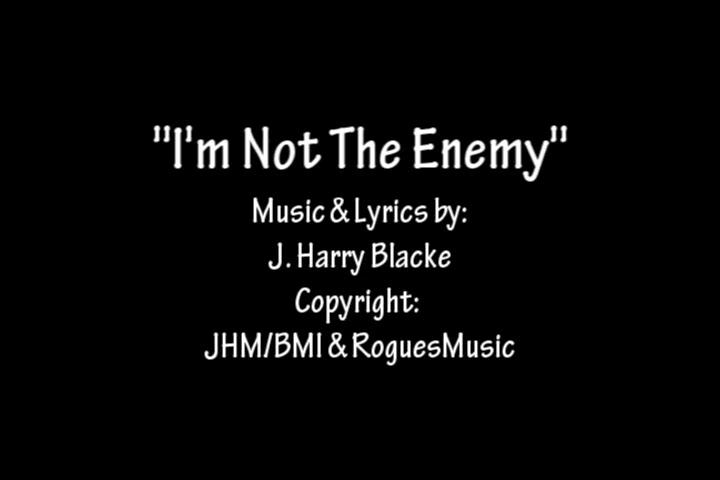 "I'm Not The Enemy"
Music & Lyrics by:
J. Harry Blacke
Copyright:
JHM/BMI & RoguesMusic